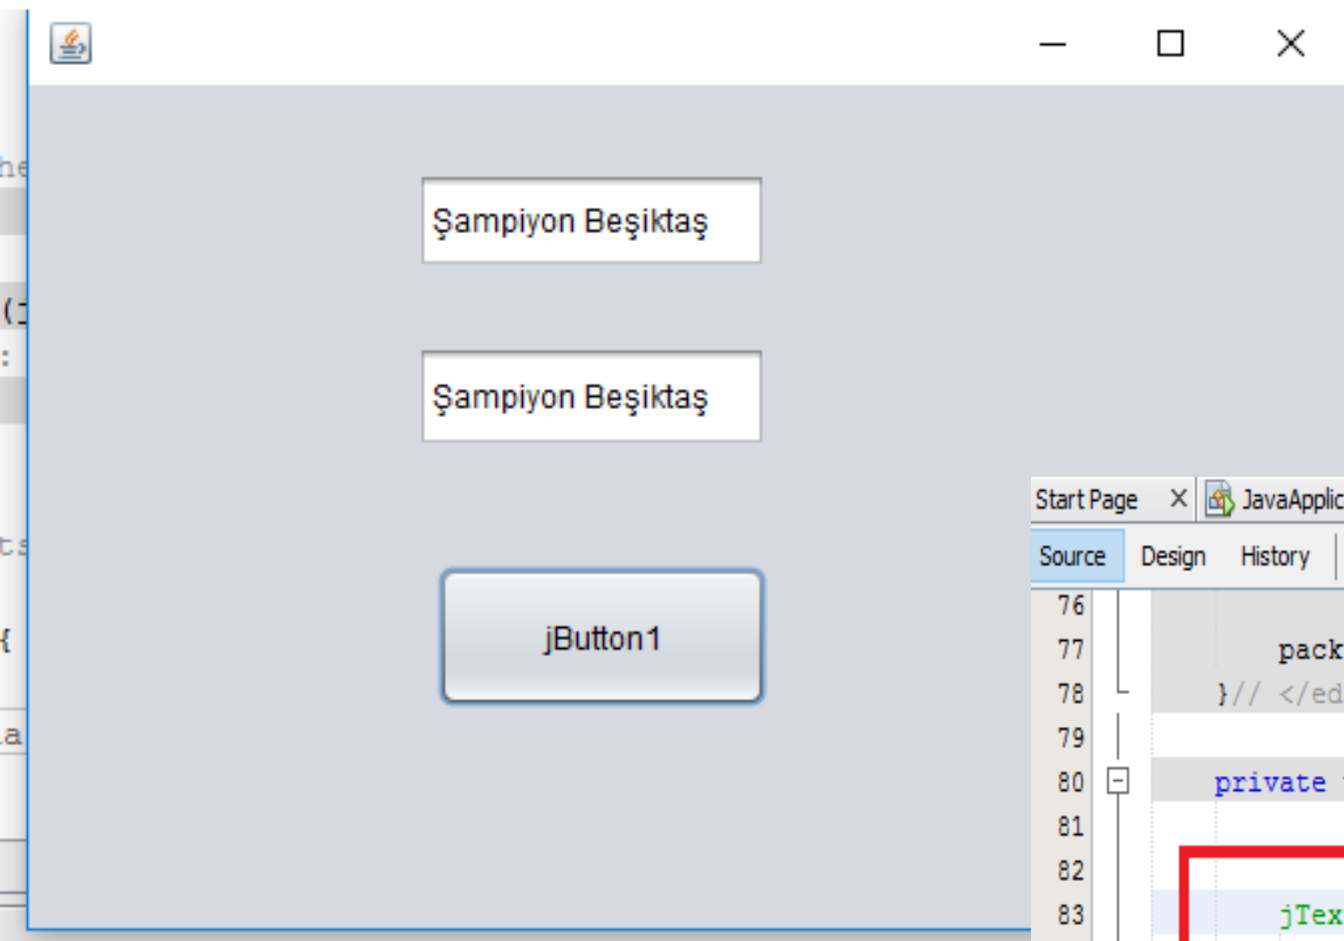 Şampiyon Beşiktaş
Şampiyon Beşiktaş
jButton1
Start Page
Source Design History
76
77 pack
78 }// </ed
79
80 private
81
82
83 jTex
{